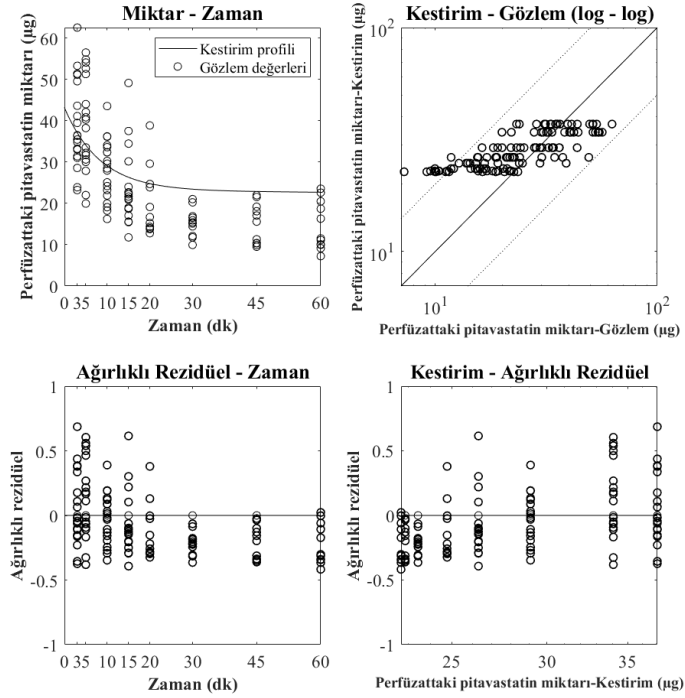 Miktar - Zaman
Perfüzattaki pitavastatin miktarı (µg)
60
50
40
30
20
10
0
Kestirim profili
Gözlem değerleri
0 3 5 10 15 20 30 45 60
Zaman (dk)
Kestirim - Gözlem (log - log)
Perfüzattaki pitavastatin miktarı-Kestirim (µg)
10²
10¹
10¹ 10²
Perfüzattaki pitavastatin miktarı-Gözlem (µg)
Ağırlıklı Rezidüel - Zaman
Ağırlıklı rezidüel
1
0.5
0
-0.5
-1
0 3 5 10 15 20 30 45 60
Zaman (dk)
Kestirim - Ağırlıklı Rezidüel
Ağırlıklı rezidüel
1
0.5
0
-0.5
-1
25 30 35
Perfüzattaki pitavastatin miktarı-Kestirim (µg)